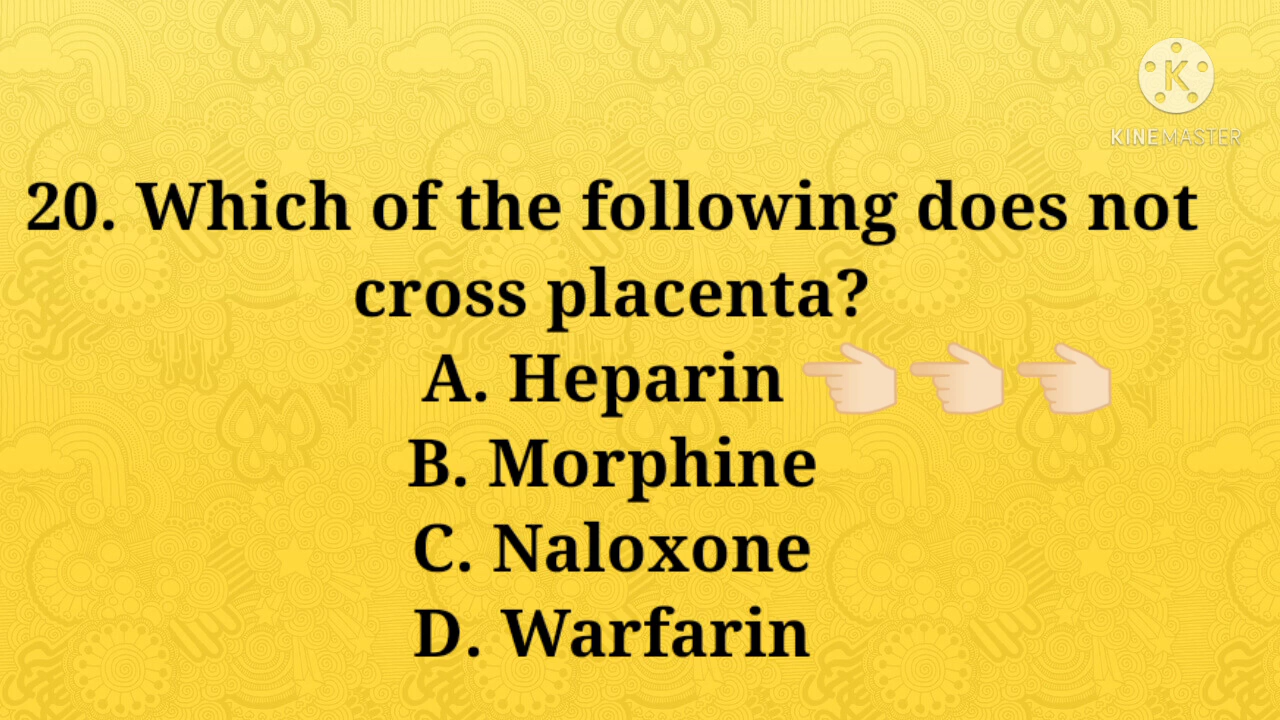 K
KINEMASTER
20. Which of the following does not
cross placenta?
A. Heparin 👈🏻👈🏻👈🏻
B. Morphine
C. Naloxone
D. Warfarin